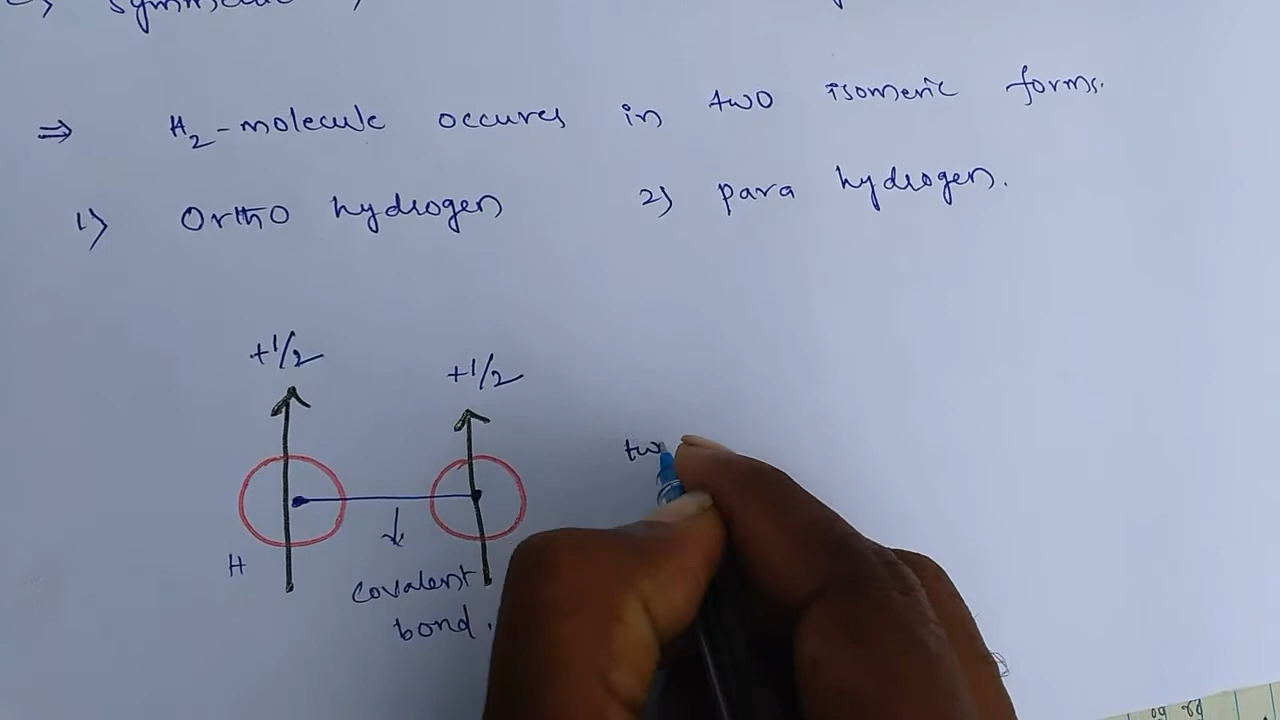 ⇒ H₂-molecule occures in two isomeric forms.
1) Ortho hydrogen 2) para hydrogen.
+1/2 +1/2
tw
H
covalent
bond.